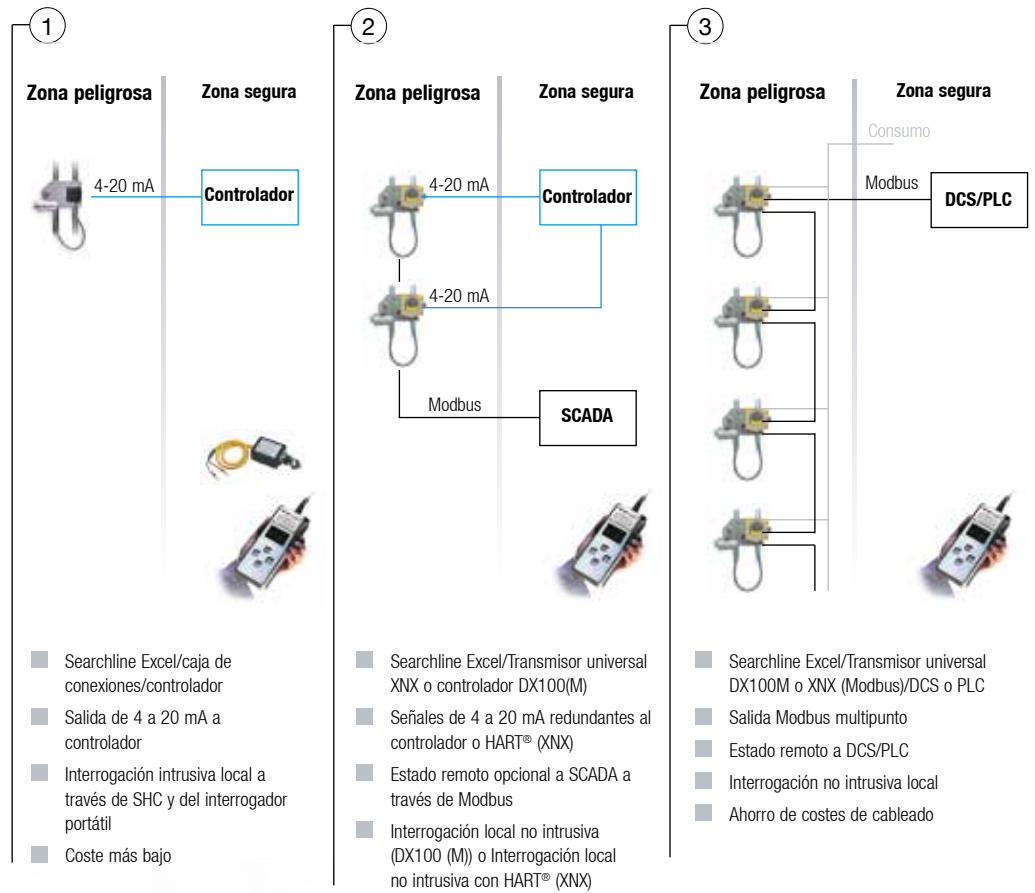 1
Zona peligrosa
Zona segura
4-20 mA
Controlador
Searchline Excel/caja de
conexiones/controlador
Salida de 4 a 20 mA a
controlador
Interrogación intrusiva local a
través de SHC y del interrogador
portátil
Coste más bajo
2
Zona peligrosa
Zona segura
4-20 mA
Controlador
4-20 mA
Modbus
SCADA
Searchline Excel/Transmisor universal
XNX o controlador DX100(M)
Señales de 4 a 20 mA redundantes al
controlador o HART® (XNX)
Estado remoto opcional a SCADA a
través de Modbus
Interrogación local no intrusiva
(DX100 (M)) o Interrogación local
no intrusiva con HART® (XNX)
3
Zona peligrosa
Zona segura
Consumo
Modbus
DCS/PLC
Searchline Excel/Transmisor universal
DX100M o XNX (Modbus)/DCS o PLC
Salida Modbus multipunto
Estado remoto a DCS/PLC
Interrogación no intrusiva local
Ahorro de costes de cableado